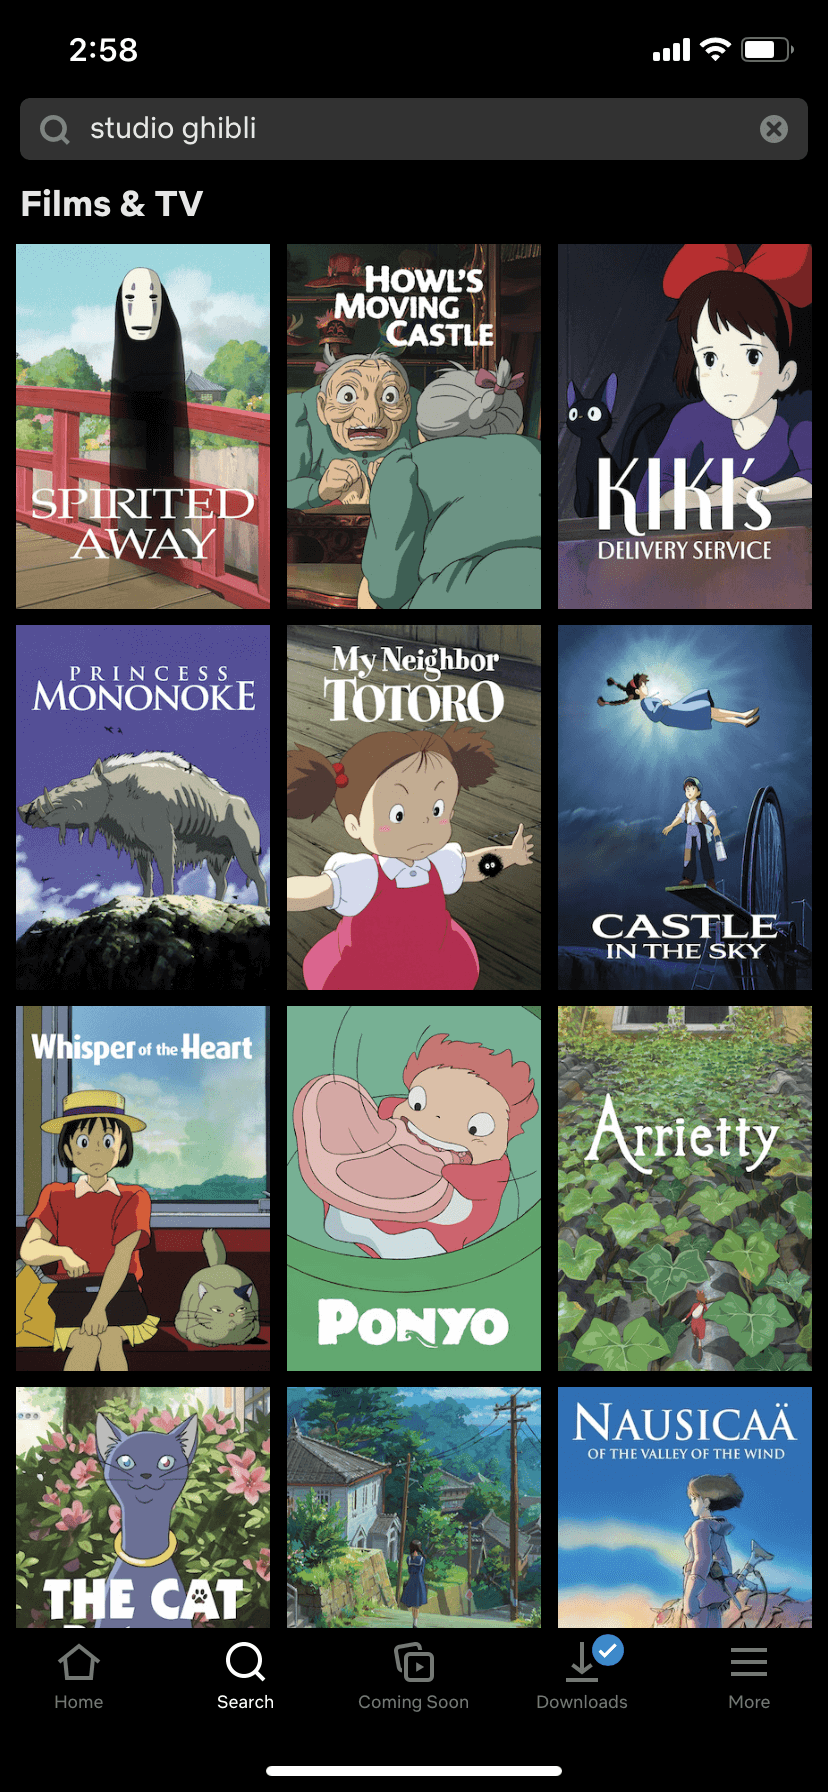 2:58
studio ghibli
Films & TV
SPIRITED
AWAY
HOWL'S
MOVING
CASTLE
KIKI's
DELIVERY SERVICE
PRINCESS
MONONOKE
My Neighbor
TOTORO
CASTLE
IN THE SKY
Whisper of the Heart
PONYO
Arrietty
THE CAT
NAUSICAÄ
OF THE VALLEY OF THE WIND
Home
Search
Coming Soon
Downloads
More